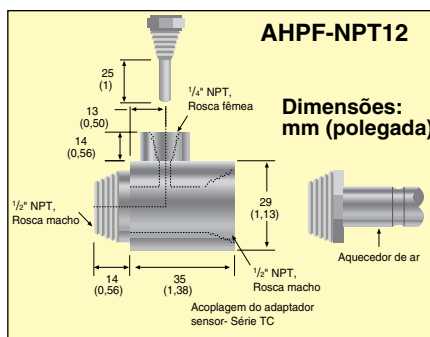 AHPF-NPT12
25
(1)
1/4" NPT,
Rosca fêmea
13
(0,50)
Dimensões:
mm (polegada)
14
(0,56)
29
(1,13)
1/2" NPT,
Rosca macho
Aquecedor de ar
14
(0,56)
35
(1,38)
1/2" NPT,
Rosca macho
Acoplagem do adaptador
sensor- Série TC